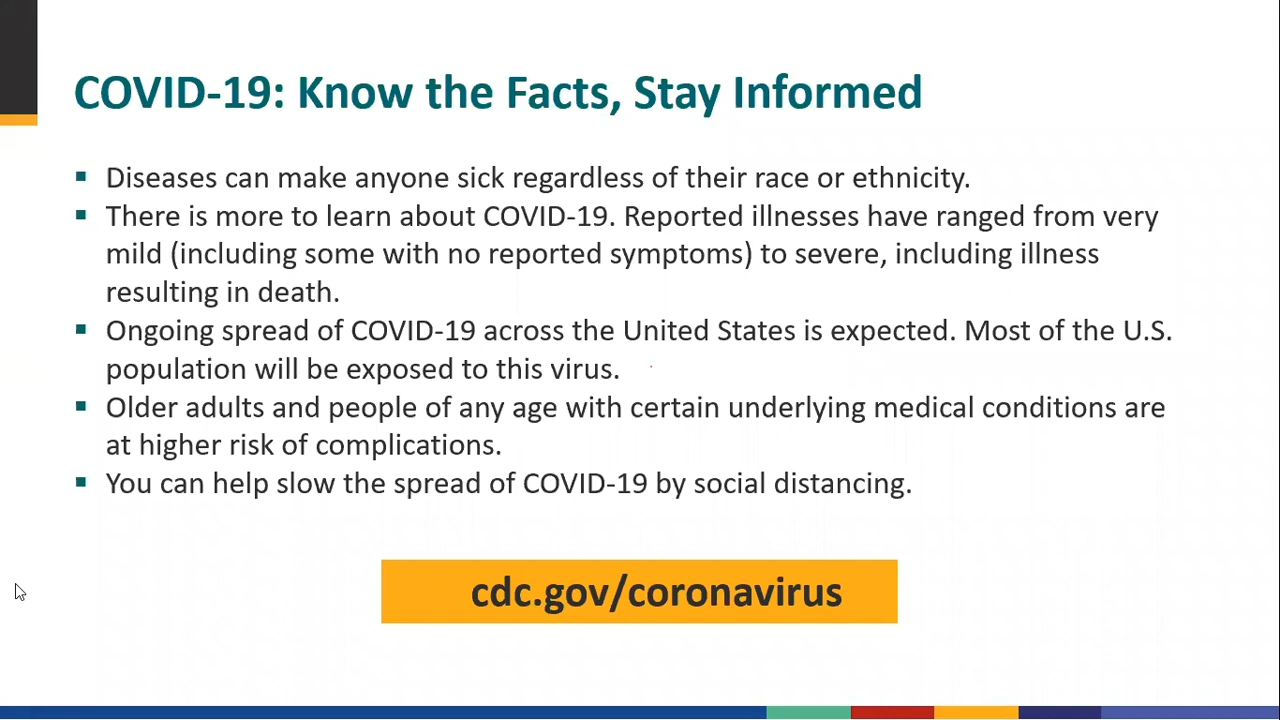 COVID-19: Know the Facts, Stay Informed
▪ Diseases can make anyone sick regardless of their race or ethnicity.
▪ There is more to learn about COVID-19. Reported illnesses have ranged from very
mild (including some with no reported symptoms) to severe, including illness
resulting in death.
▪ Ongoing spread of COVID-19 across the United States is expected. Most of the U.S.
population will be exposed to this virus.
▪ Older adults and people of any age with certain underlying medical conditions are
at higher risk of complications.
▪ You can help slow the spread of COVID-19 by social distancing.
cdc.gov/coronavirus